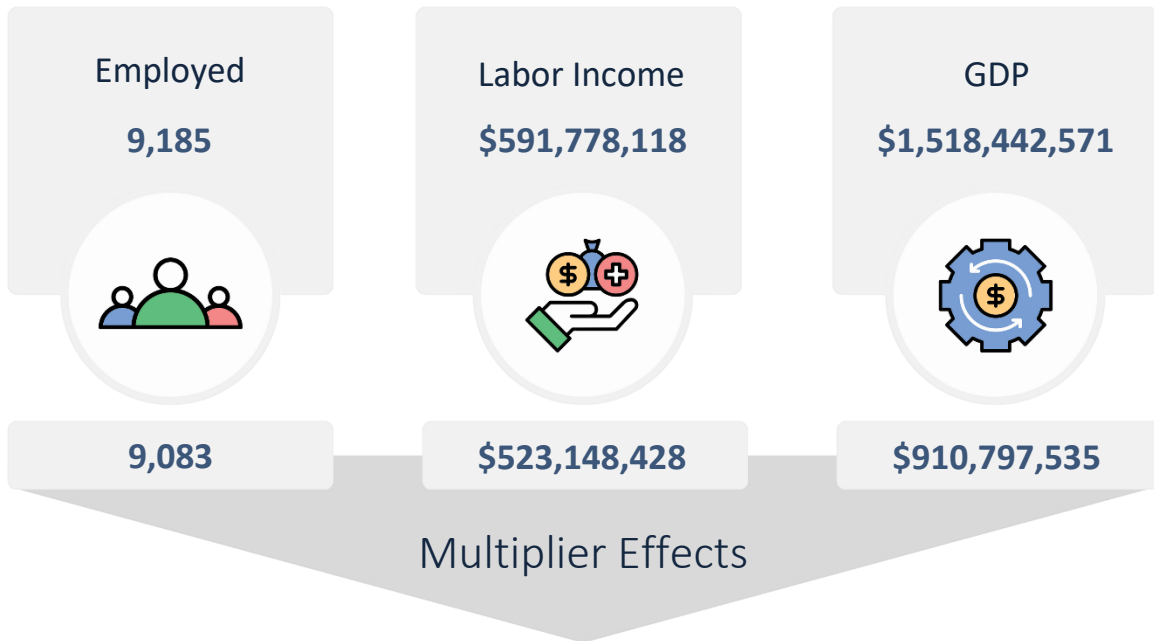 Employed
9,185
Labor Income
$591,778,118
GDP
$1,518,442,571
$
$
9,083
$523,148,428
$910,797,535
Multiplier Effects